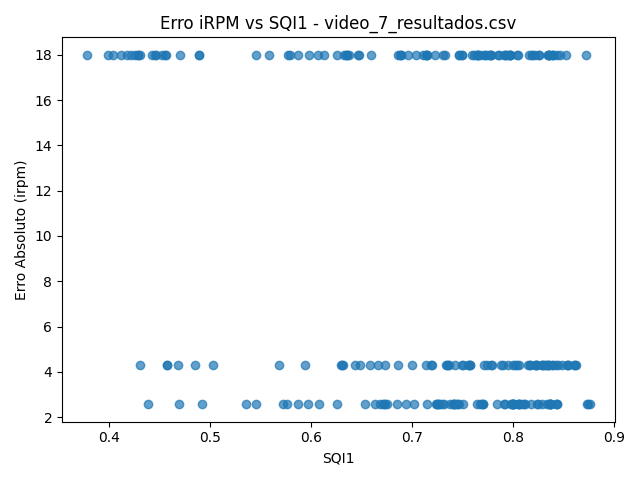 Erro iRPM vs SQI1 - video_7_resultados.csv
18
16
14
12
10
8
6
4
2
Erro Absoluto (irpm)
0.4 0.5 0.6 0.7 0.8 0.9
SQI1